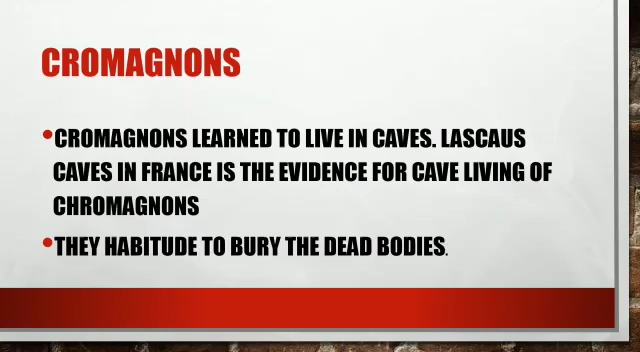 CROMAGNONS
•CROMAGNONS LEARNED TO LIVE IN CAVES. LASCAUS
CAVES IN FRANCE IS THE EVIDENCE FOR CAVE LIVING OF
CHROMAGNONS
•THEY HABITUDE TO BURY THE DEAD BODIES.